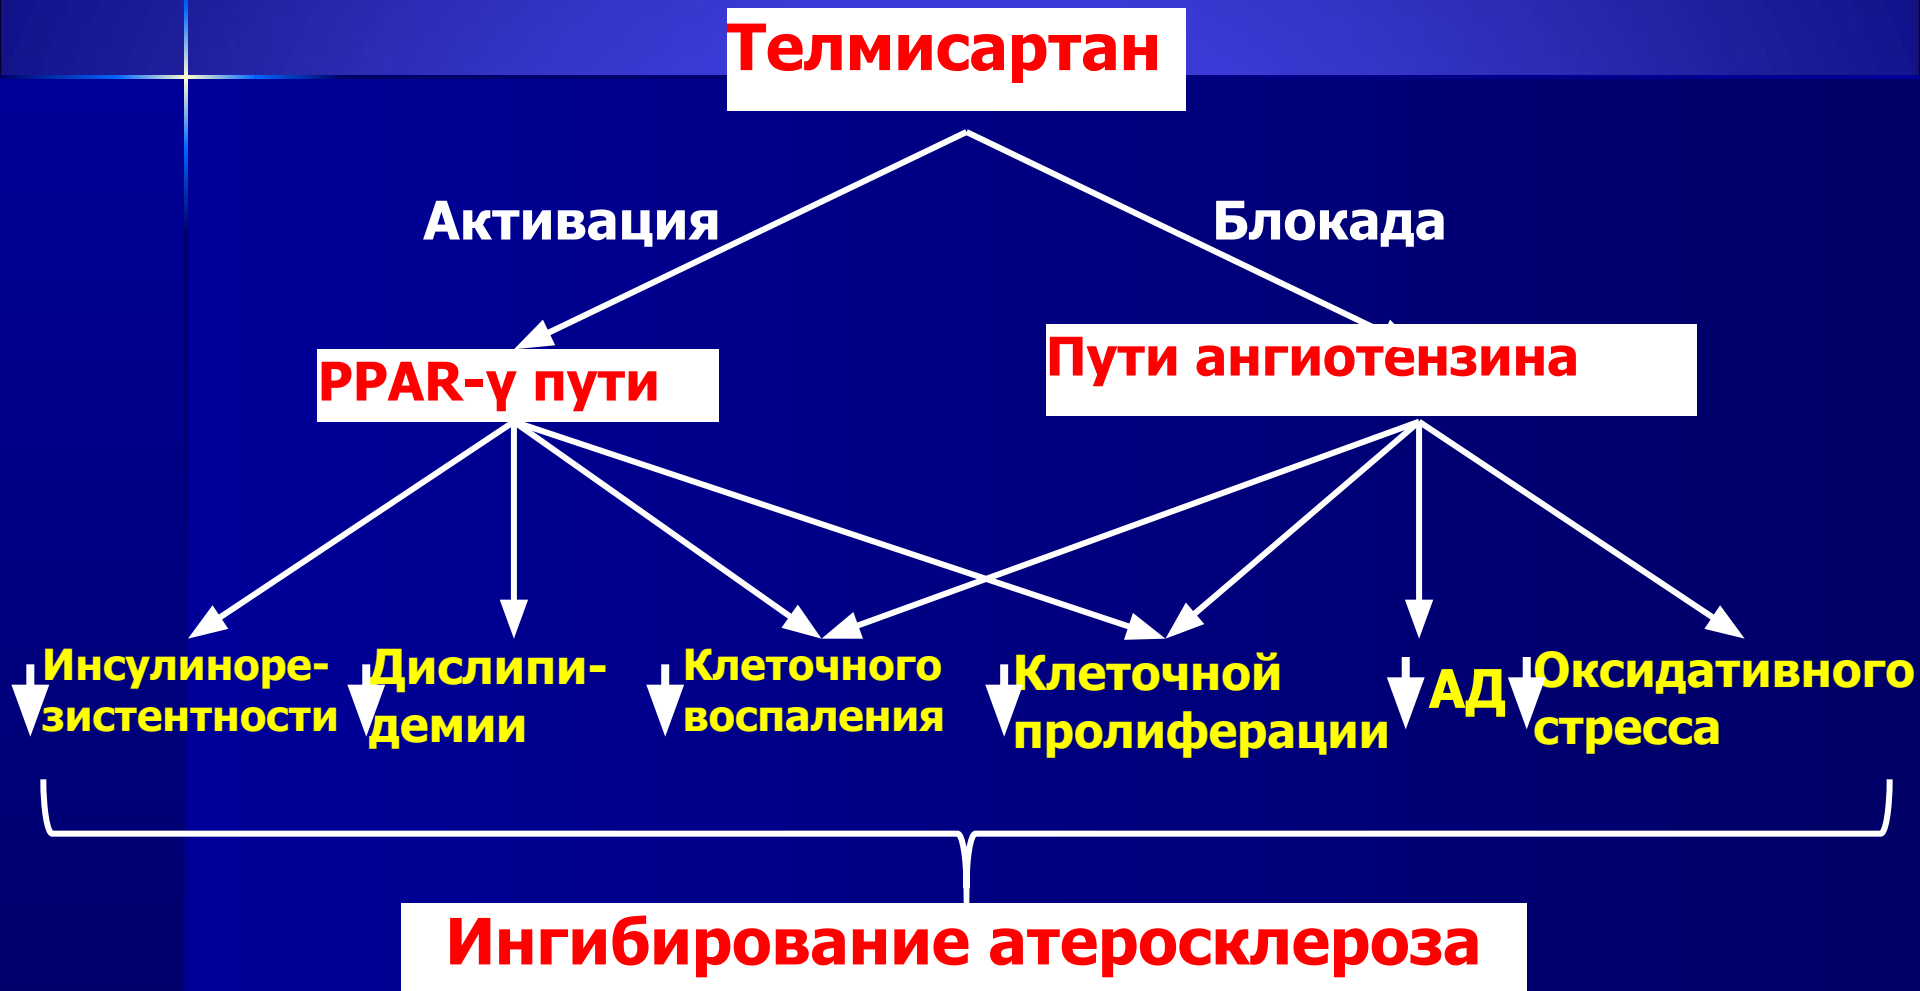 Телмисартан
Активация
Блокада
PPAR-γ пути
Пути ангиотензина
Инсулиноре-
зистентности
Дислипи-
демии
Клеточного
воспаления
Клеточной
пролиферации
АД
Оксидативного
стресса
Ингибирование атеросклероза